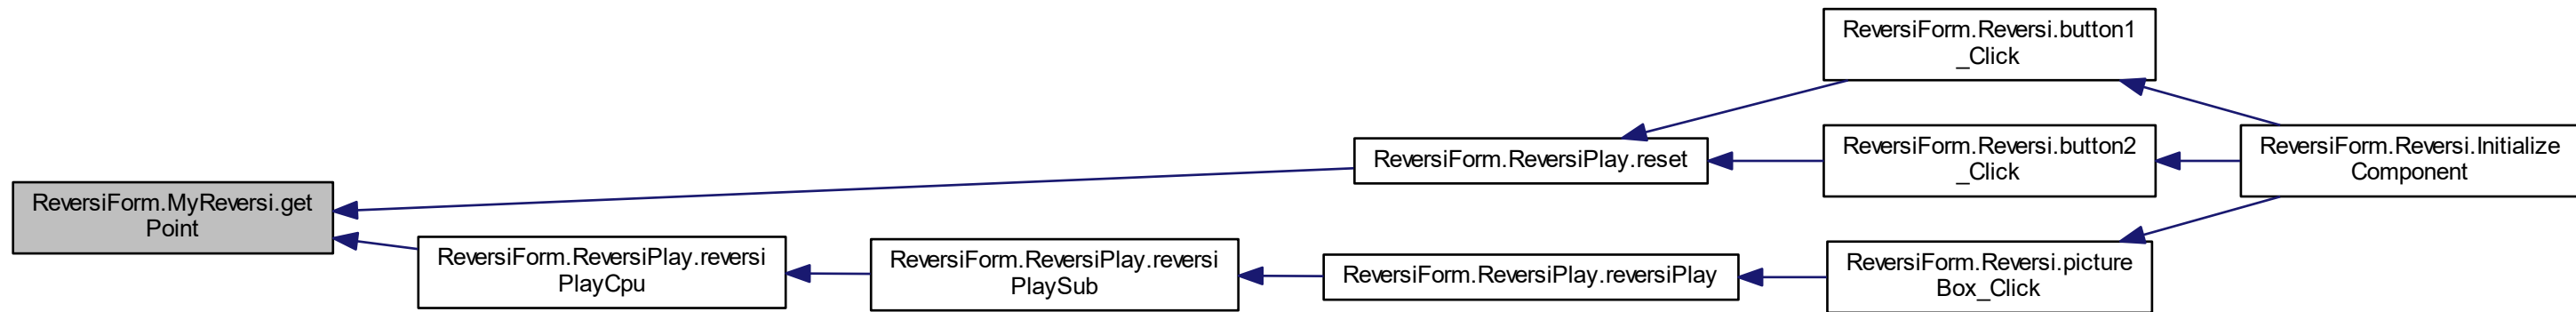 ReversiForm.MyReversi.get
Point
ReversiForm.ReversiPlay.reset
ReversiForm.ReversiPlay.reversi
PlayCpu
ReversiForm.ReversiPlay.reversi
PlaySub
ReversiForm.ReversiPlay.reversiPlay
ReversiForm.Reversi.button1
_Click
ReversiForm.Reversi.button2
_Click
ReversiForm.Reversi.picture
Box_Click
ReversiForm.Reversi.Initialize
Component